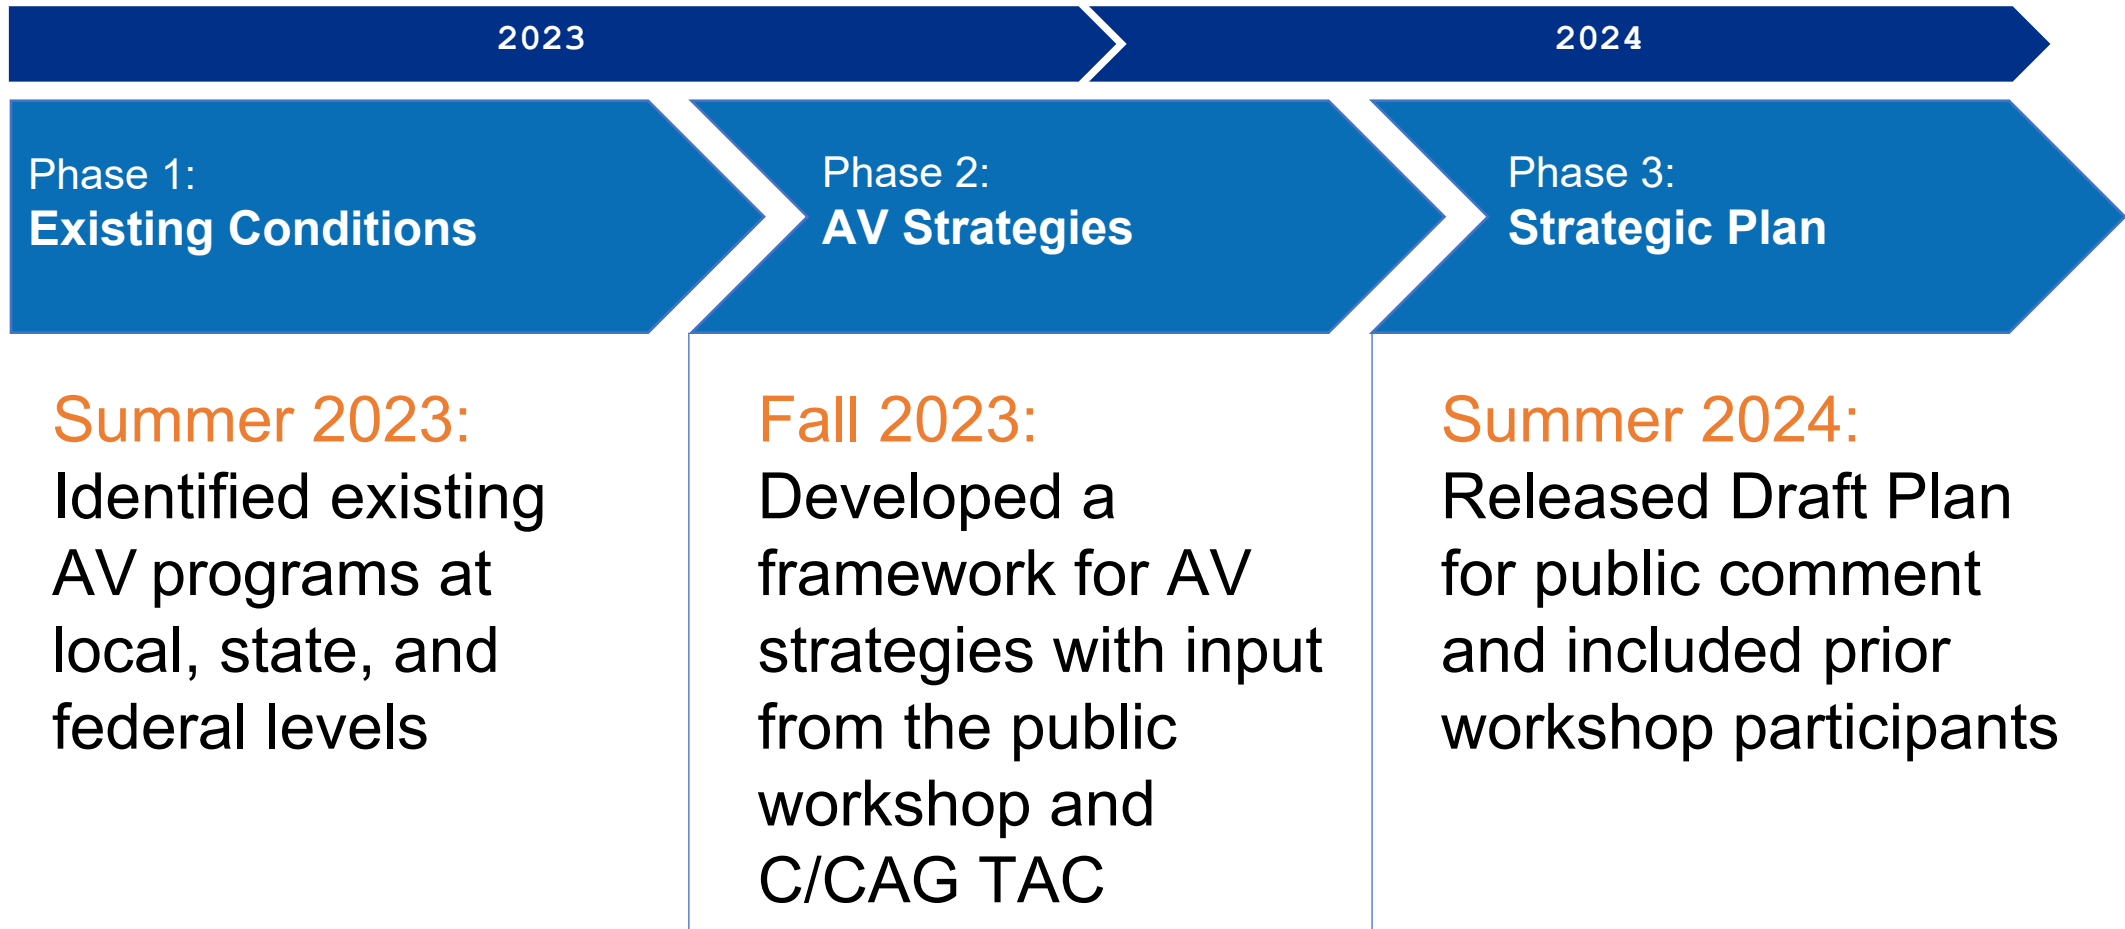 2023
2024
Phase 1:
Existing Conditions
Phase 2:
AV Strategies
Phase 3:
Strategic Plan
Summer 2023:
Identified existing
AV programs at
local, state, and
federal levels
Fall 2023:
Developed a
framework for AV
strategies with input
from the public
workshop and
C/CAG TAC
Summer 2024:
Released Draft Plan
for public comment
and included prior
workshop participants